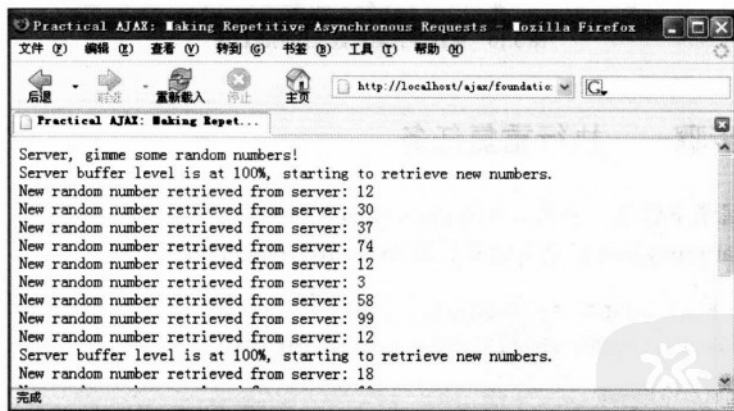 Practical AJAX: Making Repetitive Asynchronous Requests - Mozilla Firefox
文件 (F) 编辑 (E) 查看 (V) 转到 (G) 书签 (B) 工具 (T) 帮助 (H)
后退 前进 重新载入 停止 主页 http://localhost/ajax/foundatio
Practical AJAX: Making Repet...
Server, gimme some random numbers!
Server buffer level is at 100%, starting to retrieve new numbers.
New random number retrieved from server: 12
New random number retrieved from server: 30
New random number retrieved from server: 37
New random number retrieved from server: 74
New random number retrieved from server: 12
New random number retrieved from server: 3
New random number retrieved from server: 58
New random number retrieved from server: 99
New random number retrieved from server: 12
Server buffer level is at 100%, starting to retrieve new numbers.
New random number retrieved from server: 18
完成